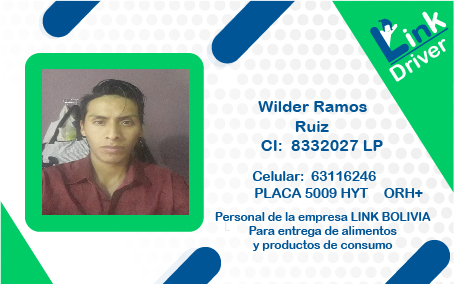 Link
Driver
Wilder Ramos
Ruiz
CI: 8332027 LP
Celular: 63116246
PLACA 5009 HYT ORH+
Personal de la empresa LINK BOLIVIA
Para entrega de alimentos
y productos de consumo